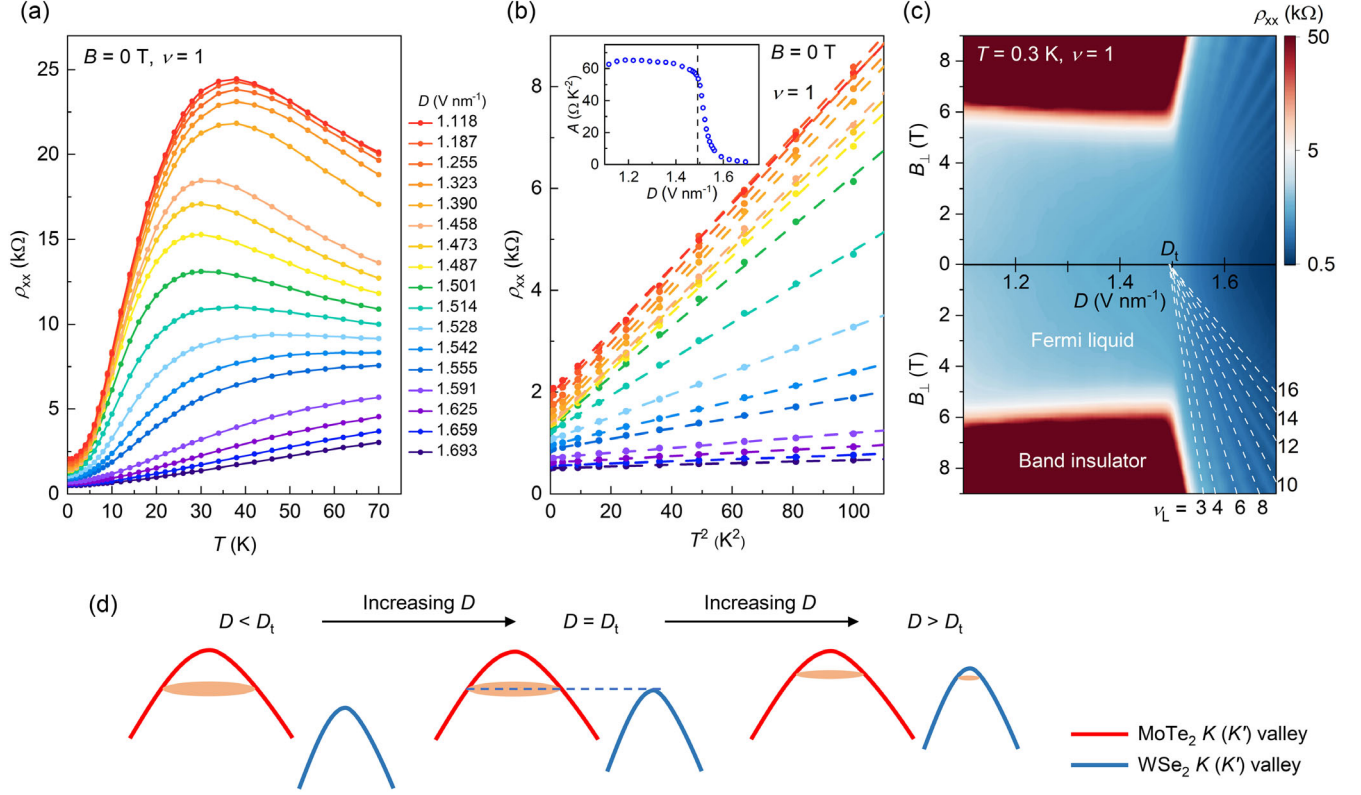 (a)
B = 0 T, ν = 1
25
20
15
10
5
0
ρxx (kΩ)
0 10 20 30 40 50 60 70
T (K)
D (V nm⁻¹)
1.118
1.187
1.255
1.323
1.390
1.458
1.473
1.487
1.501
1.514
1.528
1.542
1.555
1.591
1.625
1.659
1.693
(b)
B = 0 T
ν = 1
8
6
4
2
0
ρxx (kΩ)
0 20 40 60 80 100
T² (K²)
60
40
20
0
A (Ω K⁻²)
1.2 1.4 1.6
D (V nm⁻¹)
(c)
ρxx (kΩ)
T = 0.3 K, ν = 1
50
5
0.5
8
6
4
2
0
2
4
6
8
B⊥ (T)
B⊥ (T)
Dt
1.2 1.4 1.6
D (V nm⁻¹)
Fermi liquid
Band insulator
16
14
12
10
νL = 3 4 6 8
(d)
D < Dt
Increasing D
D = Dt
Increasing D
D > Dt
MoTe₂ K (K′) valley
WSe₂ K (K′) valley